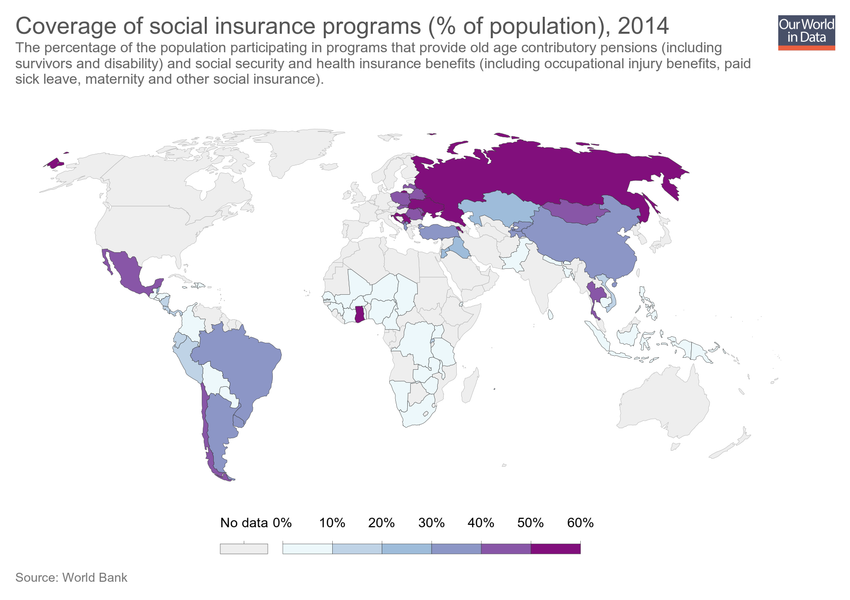 Coverage of social insurance programs (% of population), 2014
Our World
in Data
The percentage of the population participating in programs that provide old age contributory pensions (including
survivors and disability) and social security and health insurance benefits (including occupational injury benefits, paid
sick leave, maternity and other social insurance).
No data 0% 10% 20% 30% 40% 50% 60%
Source: World Bank